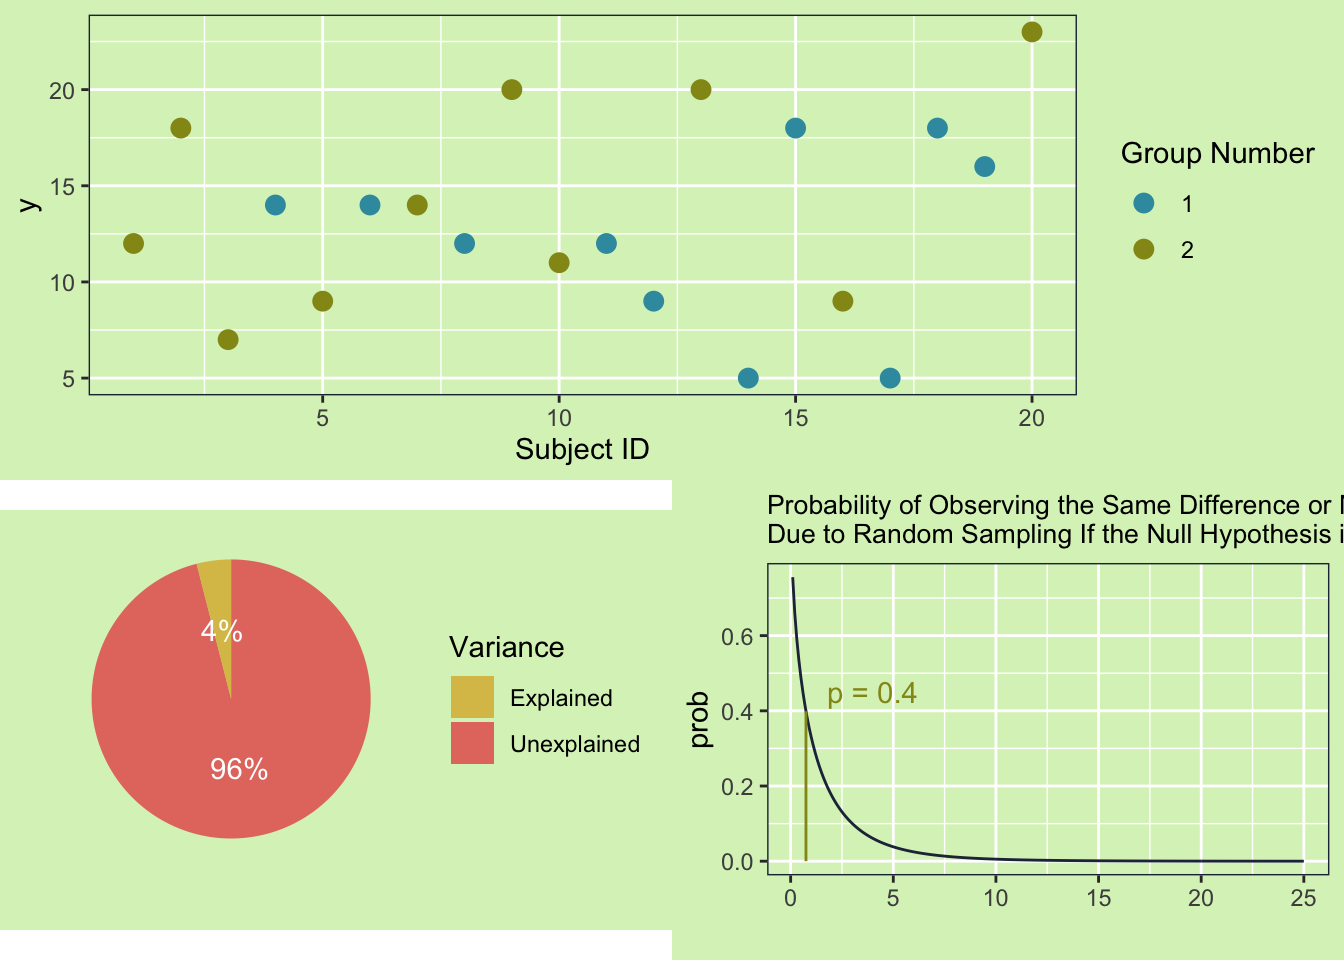 20
15
10
5
y
5
10
15
20
Subject ID
Group Number
1
2
4%
96%
Variance
Explained
Unexplained
Probability of Observing the Same Difference or
Due to Random Sampling If the Null Hypothesis
p = 0.4
prob
0.6
0.4
0.2
0.0
0
5
10
15
20
25